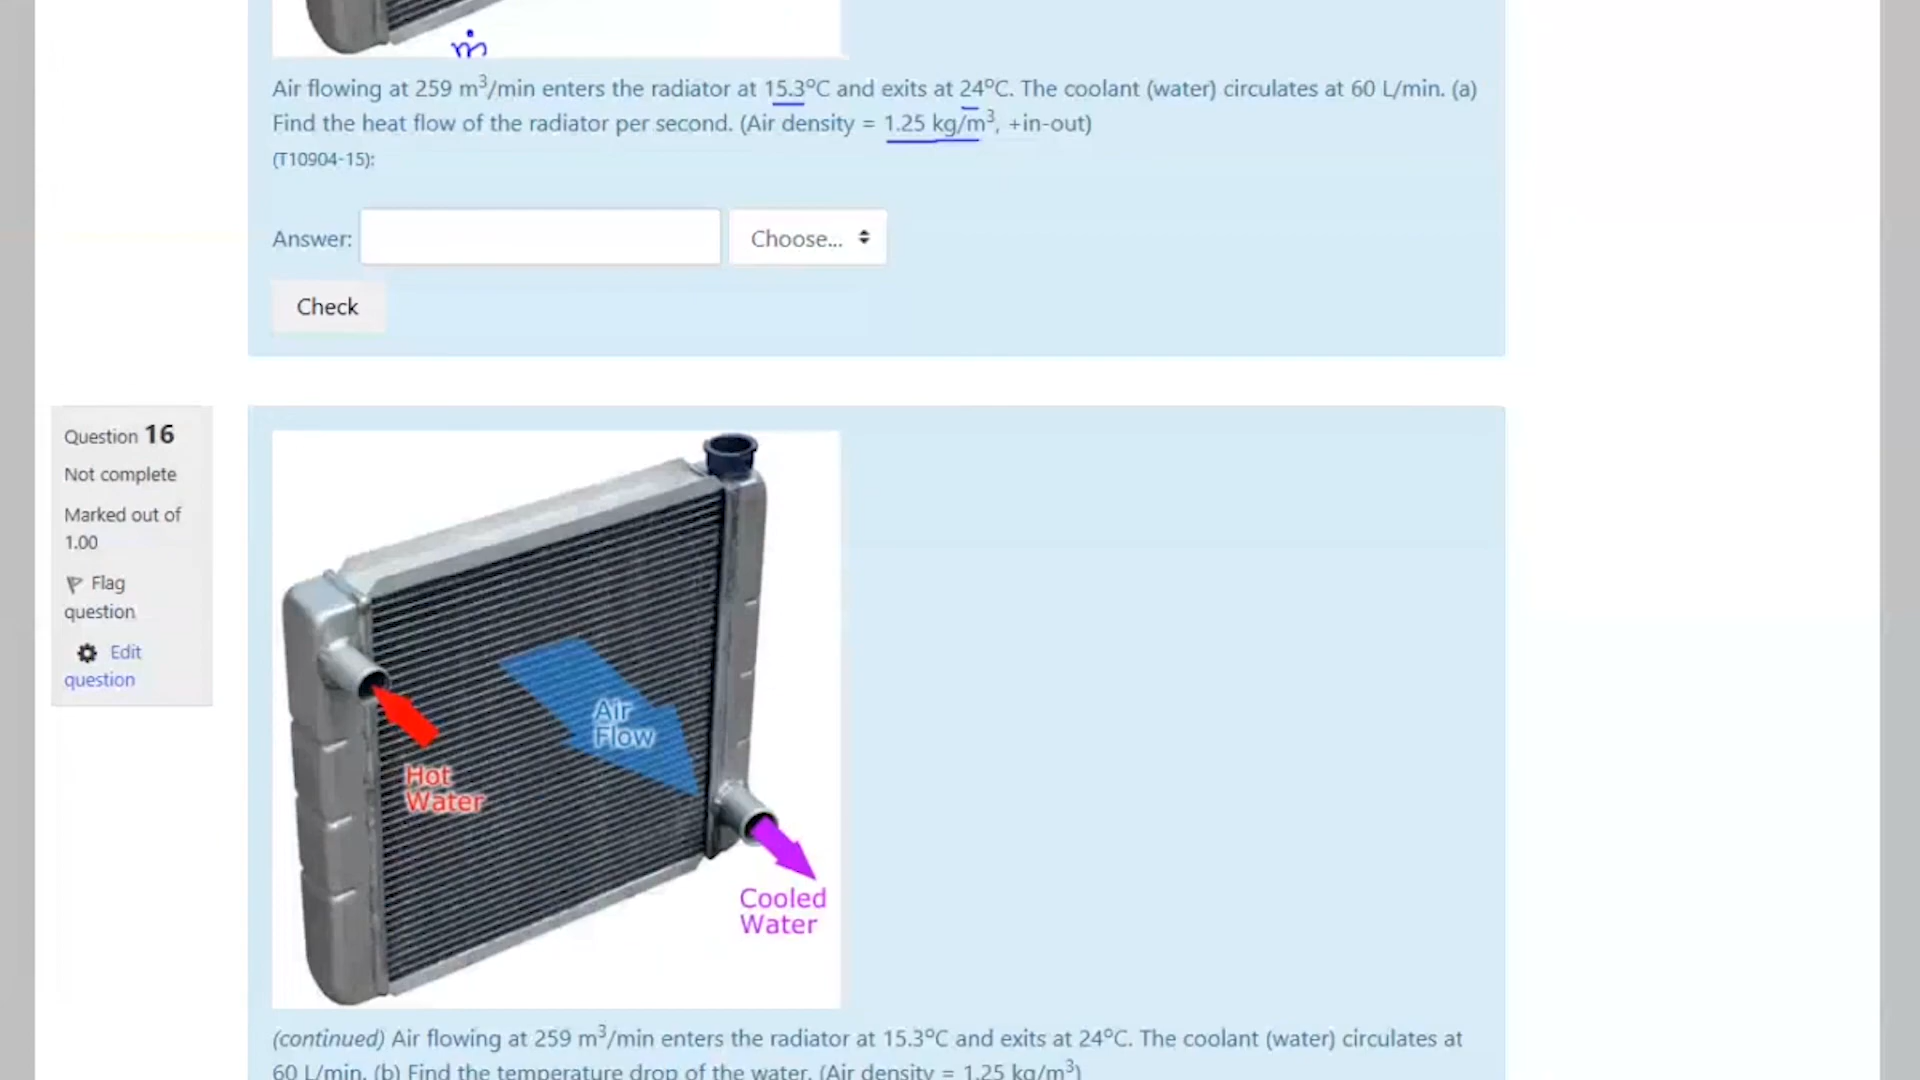 ṁ
Air flowing at 259 m³/min enters the radiator at 15.3ºC and exits at 24ºC. The coolant (water) circulates at 60 L/min. (a)
Find the heat flow of the radiator per second. (Air density = 1.25 kg/m³, +in-out)
(T10904-15):
Answer:
Choose...
Check
Question 16
Not complete
Marked out of
1.00
Flag
question
Edit
question
Air
Flow
Hot
Water
Cooled
Water
(continued) Air flowing at 259 m³/min enters the radiator at 15.3ºC and exits at 24ºC. The coolant (water) circulates at
60 L/min. (b) Find the temperature drop of the water. (Air density = 1.25 kg/m³)